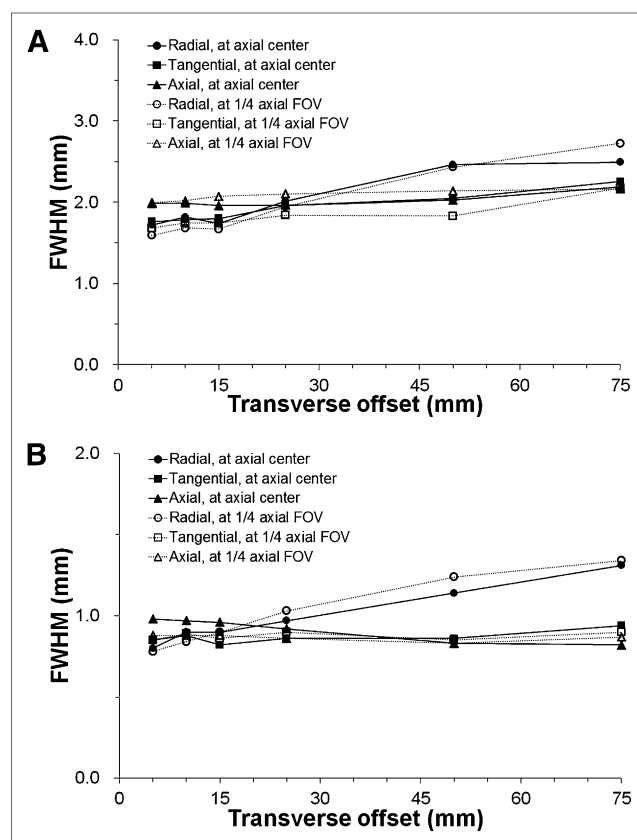 A
4.0
3.0
2.0
1.0
0.0
FWHM (mm)
Radial, at axial center
Tangential, at axial center
Axial, at axial center
Radial, at 1/4 axial FOV
Tangential, at 1/4 axial FOV
Axial, at 1/4 axial FOV
0 15 30 45 60 75
Transverse offset (mm)
B
2.0
1.0
0.0
FWHM (mm)
Radial, at axial center
Tangential, at axial center
Axial, at axial center
Radial, at 1/4 axial FOV
Tangential, at 1/4 axial FOV
Axial, at 1/4 axial FOV
0 15 30 45 60 75
Transverse offset (mm)